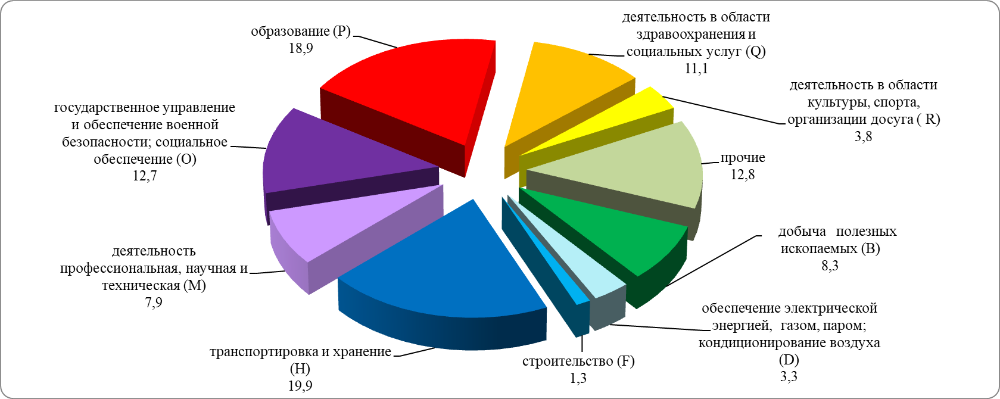 образование (P)
18,9
деятельность в области
здравоохранения и
социальных услуг (Q)
11,1
деятельность в области
культуры, спорта,
организации досуга ( R)
3,8
прочие
12,8
добыча полезных
ископаемых (B)
8,3
обеспечение электрической
энергией, газом, паром;
кондиционирование воздуха
(D)
3,3
строительство (F)
1,3
транспортировка и хранение
(H)
19,9
деятельность
профессиональная, научная и
техническая (M)
7,9
государственное управление
и обеспечение военной
безопасности; социальное
обеспечение (O)
12,7